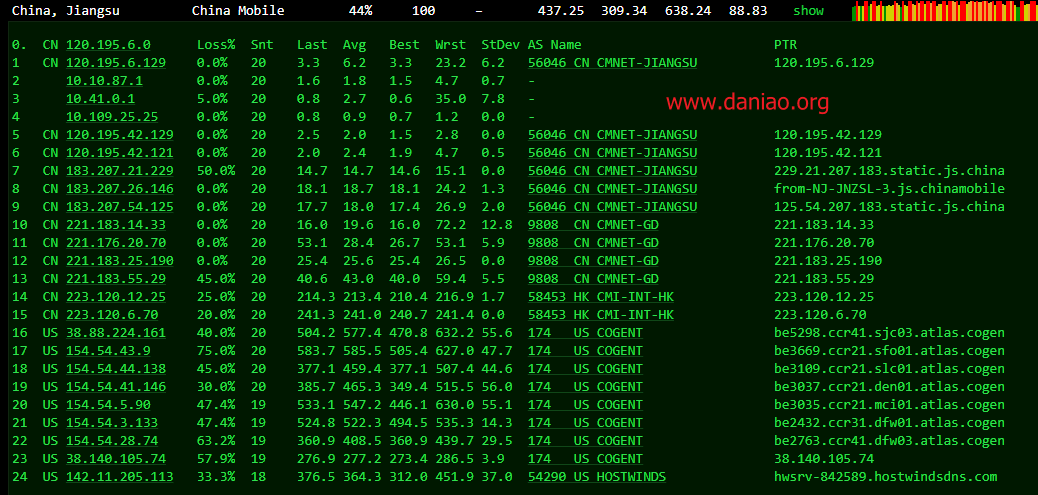 China, Jiangsu China Mobile 44% 100 – 437.25 309.34 638.24 88.83 show
0. CN 120.195.6.0 Loss% Snt Last Avg Best Wrst StDev AS Name PTR
1 CN 120.195.6.129 0.0% 20 3.3 6.2 3.3 23.2 6.2 56046 CN CMNET-JIANGSU 120.195.6.129
2 10.10.87.1 0.0% 20 1.6 1.8 1.5 4.7 0.7 -
3 10.41.0.1 5.0% 20 0.8 2.7 0.6 35.0 7.8 -
www.daniao.org
4 10.109.25.25 0.0% 20 0.8 0.9 0.7 1.2 0.0 -
5 CN 120.195.42.129 0.0% 20 2.5 2.0 1.5 2.8 0.0 56046 CN CMNET-JIANGSU 120.195.42.129
6 CN 120.195.42.121 0.0% 20 2.0 2.4 1.9 4.7 0.5 56046 CN CMNET-JIANGSU 120.195.42.121
7 CN 183.207.21.229 50.0% 20 14.7 14.7 14.6 15.1 0.0 56046 CN CMNET-JIANGSU 229.21.207.183.static.js.china
8 CN 183.207.26.146 0.0% 20 18.1 18.7 18.1 24.2 1.3 56046 CN CMNET-JIANGSU from-NJ-JNZSL-3.js.chinamobile
9 CN 183.207.54.125 0.0% 20 17.7 18.0 17.4 26.9 2.0 56046 CN CMNET-JIANGSU 125.54.207.183.static.js.china
10 CN 221.183.14.33 0.0% 20 16.0 19.6 16.0 72.2 12.8 9808 CN CMNET-GD 221.183.14.33
11 CN 221.176.20.70 0.0% 20 53.1 28.4 26.7 53.1 5.9 9808 CN CMNET-GD 221.176.20.70
12 CN 221.183.25.190 0.0% 20 25.4 25.6 25.4 26.5 0.0 9808 CN CMNET-GD 221.183.25.190
13 CN 221.183.55.29 45.0% 20 40.6 43.0 40.0 59.4 5.5 9808 CN CMNET-GD 221.183.55.29
14 CN 223.120.12.25 25.0% 20 214.3 213.4 210.4 216.9 1.7 58453 HK CMI-INT-HK 223.120.12.25
15 CN 223.120.6.70 20.0% 20 241.3 241.0 240.7 241.4 0.0 58453 HK CMI-INT-HK 223.120.6.70
16 US 38.88.224.161 40.0% 20 504.2 577.4 470.8 632.2 55.6 174 US COGENT be5298.ccr41.sjc03.atlas.cogen
17 US 154.54.43.9 75.0% 20 583.7 585.5 505.4 627.0 47.7 174 US COGENT be3669.ccr21.sfo01.atlas.cogen
18 US 154.54.44.138 45.0% 20 377.1 459.4 377.1 507.4 44.6 174 US COGENT be3109.ccr21.slc01.atlas.cogen
19 US 154.54.41.146 30.0% 20 385.7 465.3 349.4 515.5 56.0 174 US COGENT be3037.ccr21.den01.atlas.cogen
20 US 154.54.5.90 47.4% 19 533.1 547.2 446.1 630.0 55.1 174 US COGENT be3035.ccr21.mci01.atlas.cogen
21 US 154.54.3.133 47.4% 19 524.8 522.3 494.5 535.3 14.3 174 US COGENT be2432.ccr31.dfw01.atlas.cogen
22 US 154.54.28.74 63.2% 19 360.9 408.5 360.9 439.7 29.5 174 US COGENT be2763.ccr41.dfw03.atlas.cogen
23 US 38.140.105.74 57.9% 19 276.9 277.2 273.4 286.5 3.9 174 US COGENT 38.140.105.74
24 US 142.11.205.113 33.3% 18 376.5 364.3 312.0 451.9 37.0 54290 US HOSTWINDS hwsrv-842589.hostwindsdns.com